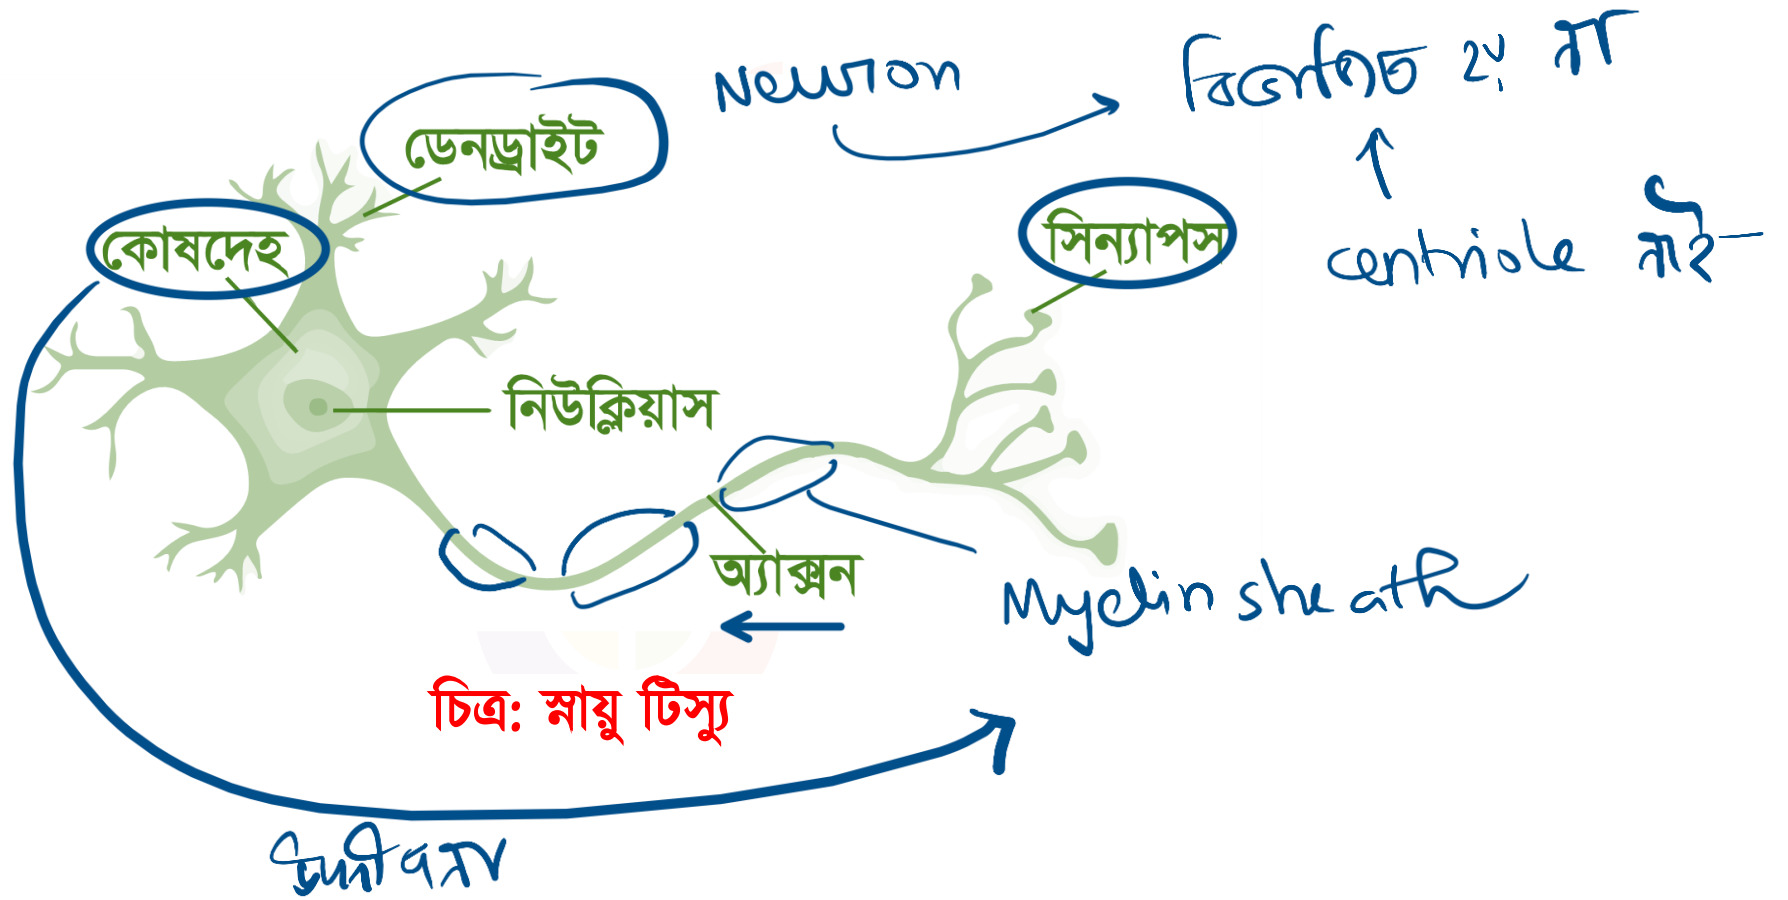 Neuron
বিভাজিত হয় না
ডেনড্রাইট
কোষদেহ
সিন্যাপস
centriole নাই
নিউক্লিয়াস
অ্যাক্সন
Myelin sheath
চিত্র: স্নায়ু টিস্যু
উদ্দীপনা